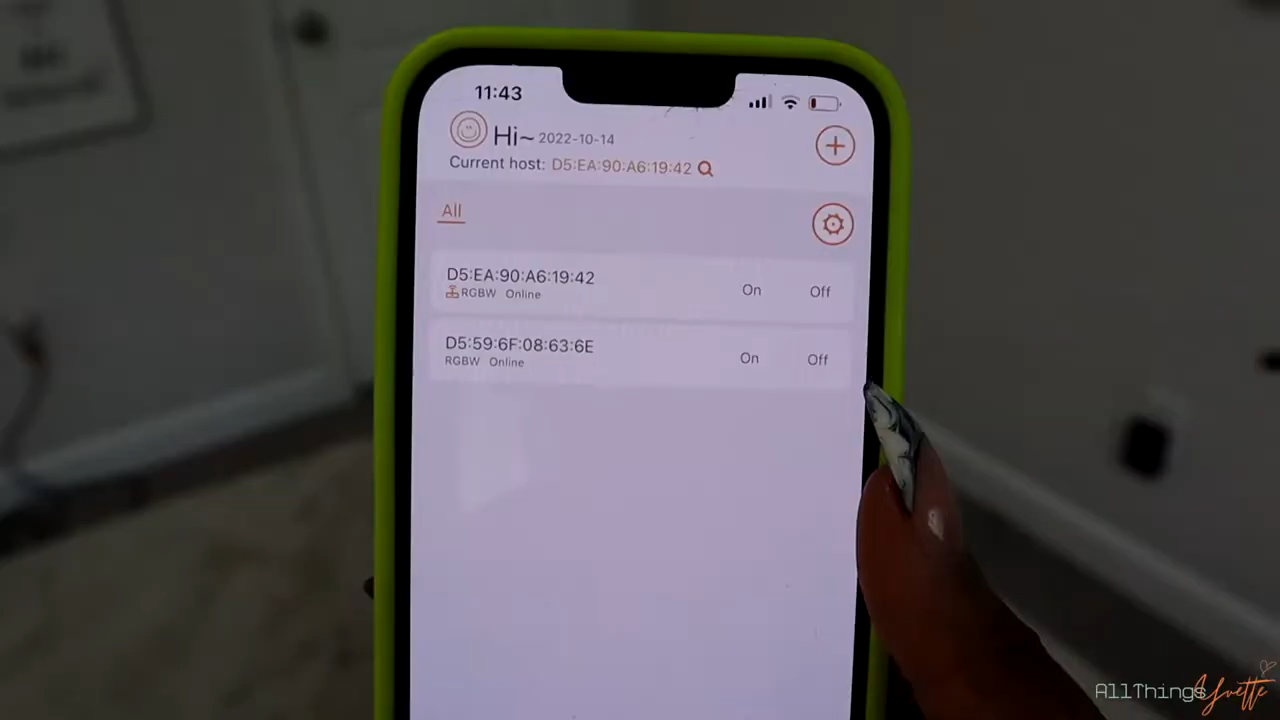 11:43
Hi~ 2022-10-14
Current host: D5:EA:90:A6:19:42
All
D5:EA:90:A6:19:42
RGBW Online
On Off
D5:59:6F:08:63:6E
RGBW Online
On Off
AllThings Yvette